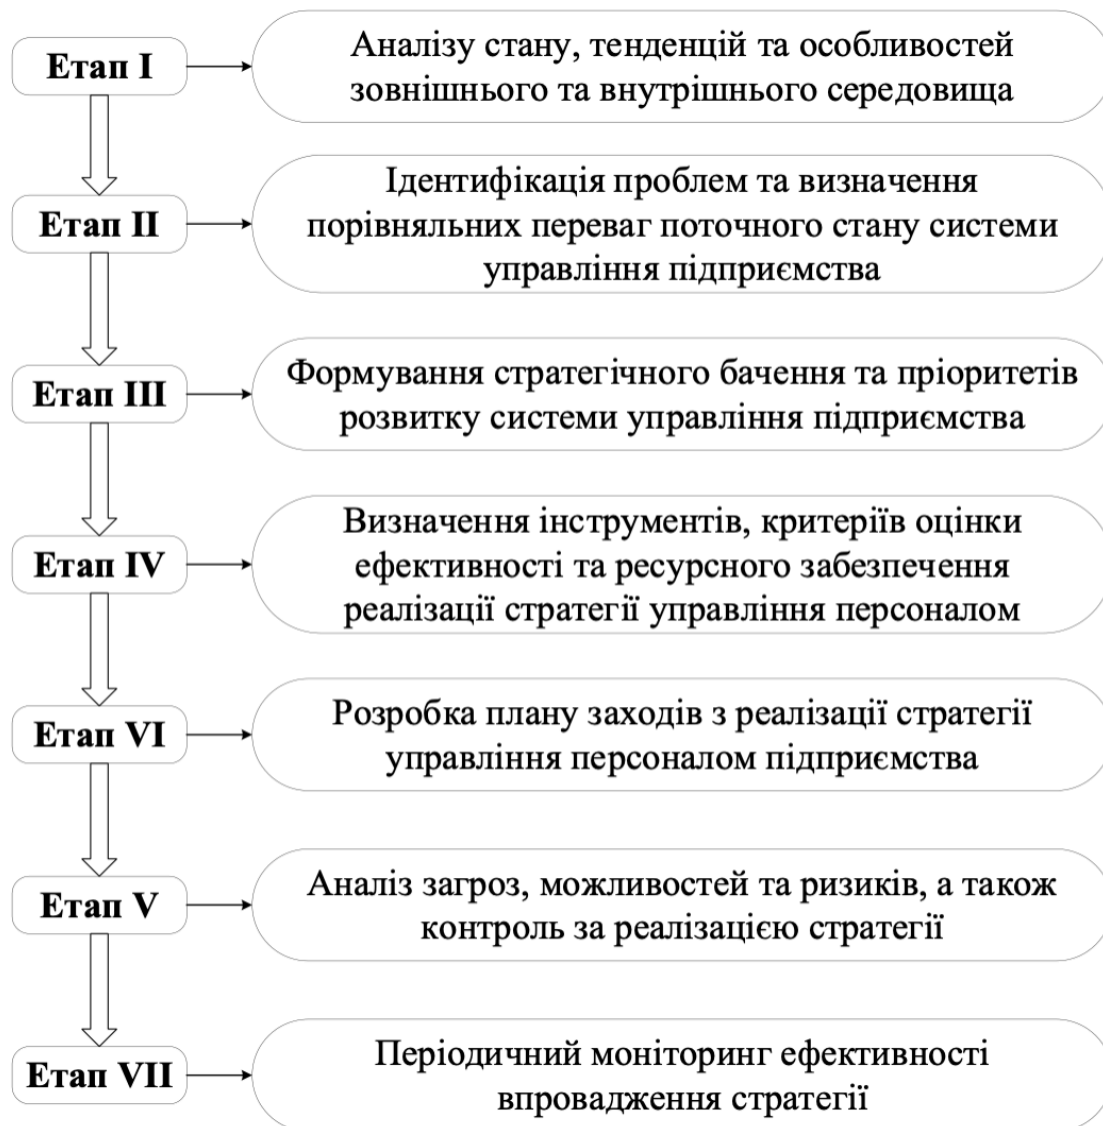 Етап I
Аналізу стану, тенденцій та особливостей
зовнішнього та внутрішнього середовища
Етап II
Ідентифікація проблем та визначення
порівняльних переваг поточного стану системи
управління підприємства
Етап III
Формування стратегічного бачення та пріоритетів
розвитку системи управління підприємства
Етап IV
Визначення інструментів, критеріїв оцінки
ефективності та ресурсного забезпечення
реалізації стратегії управління персоналом
Етап VI
Розробка плану заходів з реалізації стратегії
управління персоналом підприємства
Етап V
Аналіз загроз, можливостей та ризиків, а також
контроль за реалізацією стратегії
Етап VII
Періодичний моніторинг ефективності
впровадження стратегії